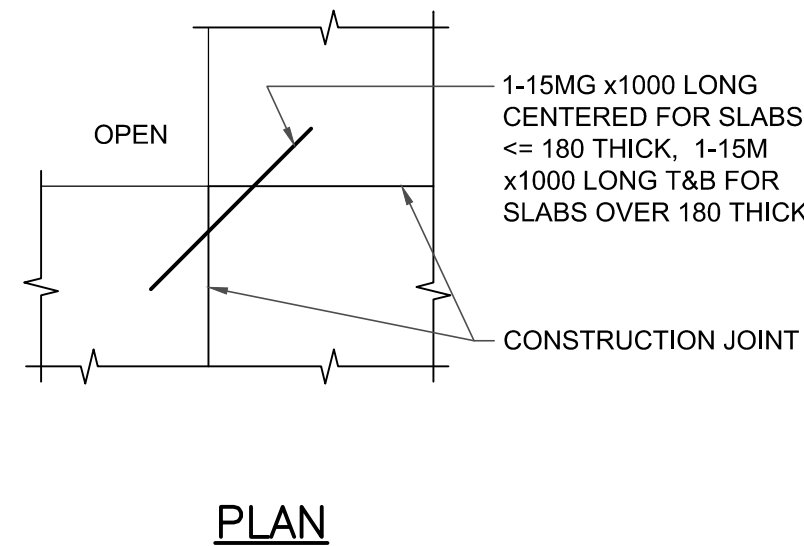 OPEN
1-15MG x1000 LONG
CENTERED FOR SLABS
<= 180 THICK, 1-15M
x1000 LONG T&B FOR
SLABS OVER 180 THICK
CONSTRUCTION JOINT
PLAN